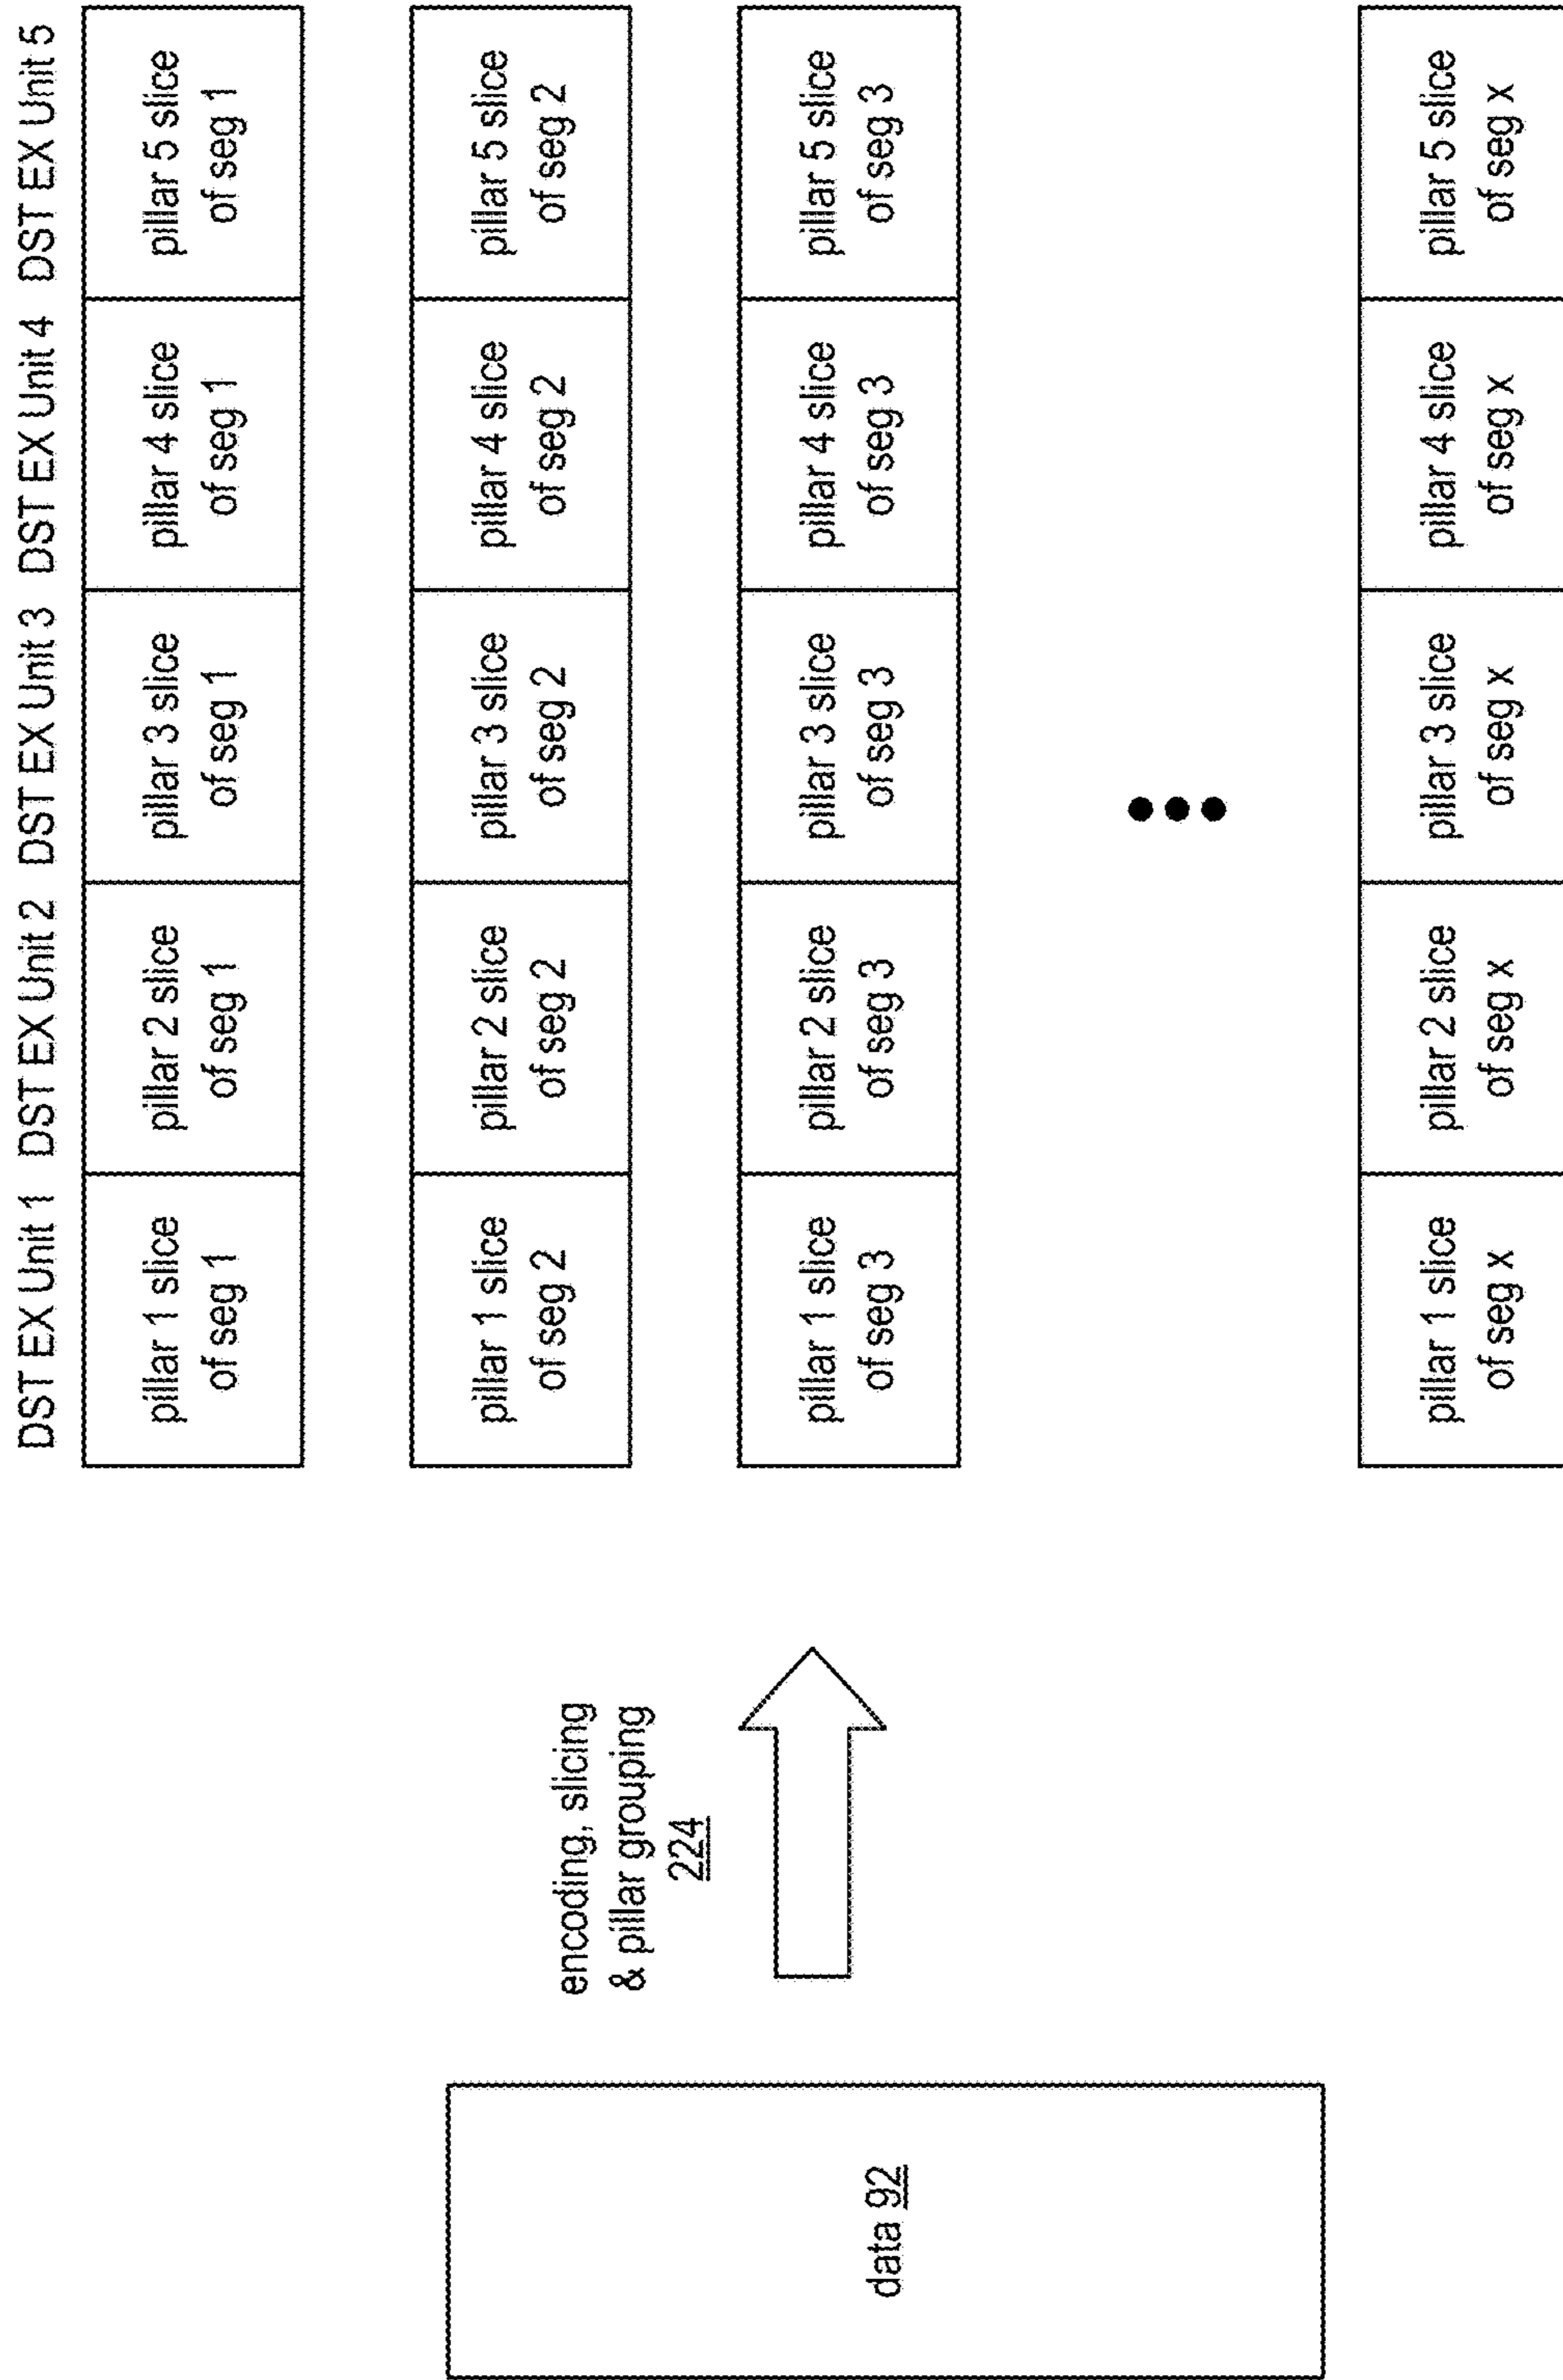 data 92
encoding, slicing
& pillar grouping
224
DST EX Unit 1 DST EX Unit 2 DST EX Unit 3 DST EX Unit 4 DST EX Unit 5
pillar 1 slice
of seg 1
pillar 2 slice
of seg 1
pillar 3 slice
of seg 1
pillar 4 slice
of seg 1
pillar 5 slice
of seg 1
pillar 1 slice
of seg 2
pillar 2 slice
of seg 2
pillar 3 slice
of seg 2
pillar 4 slice
of seg 2
pillar 5 slice
of seg 2
pillar 1 slice
of seg 3
pillar 2 slice
of seg 3
pillar 3 slice
of seg 3
pillar 4 slice
of seg 3
pillar 5 slice
of seg 3
pillar 1 slice
of seg x
pillar 2 slice
of seg x
pillar 3 slice
of seg x
pillar 4 slice
of seg x
pillar 5 slice
of seg x